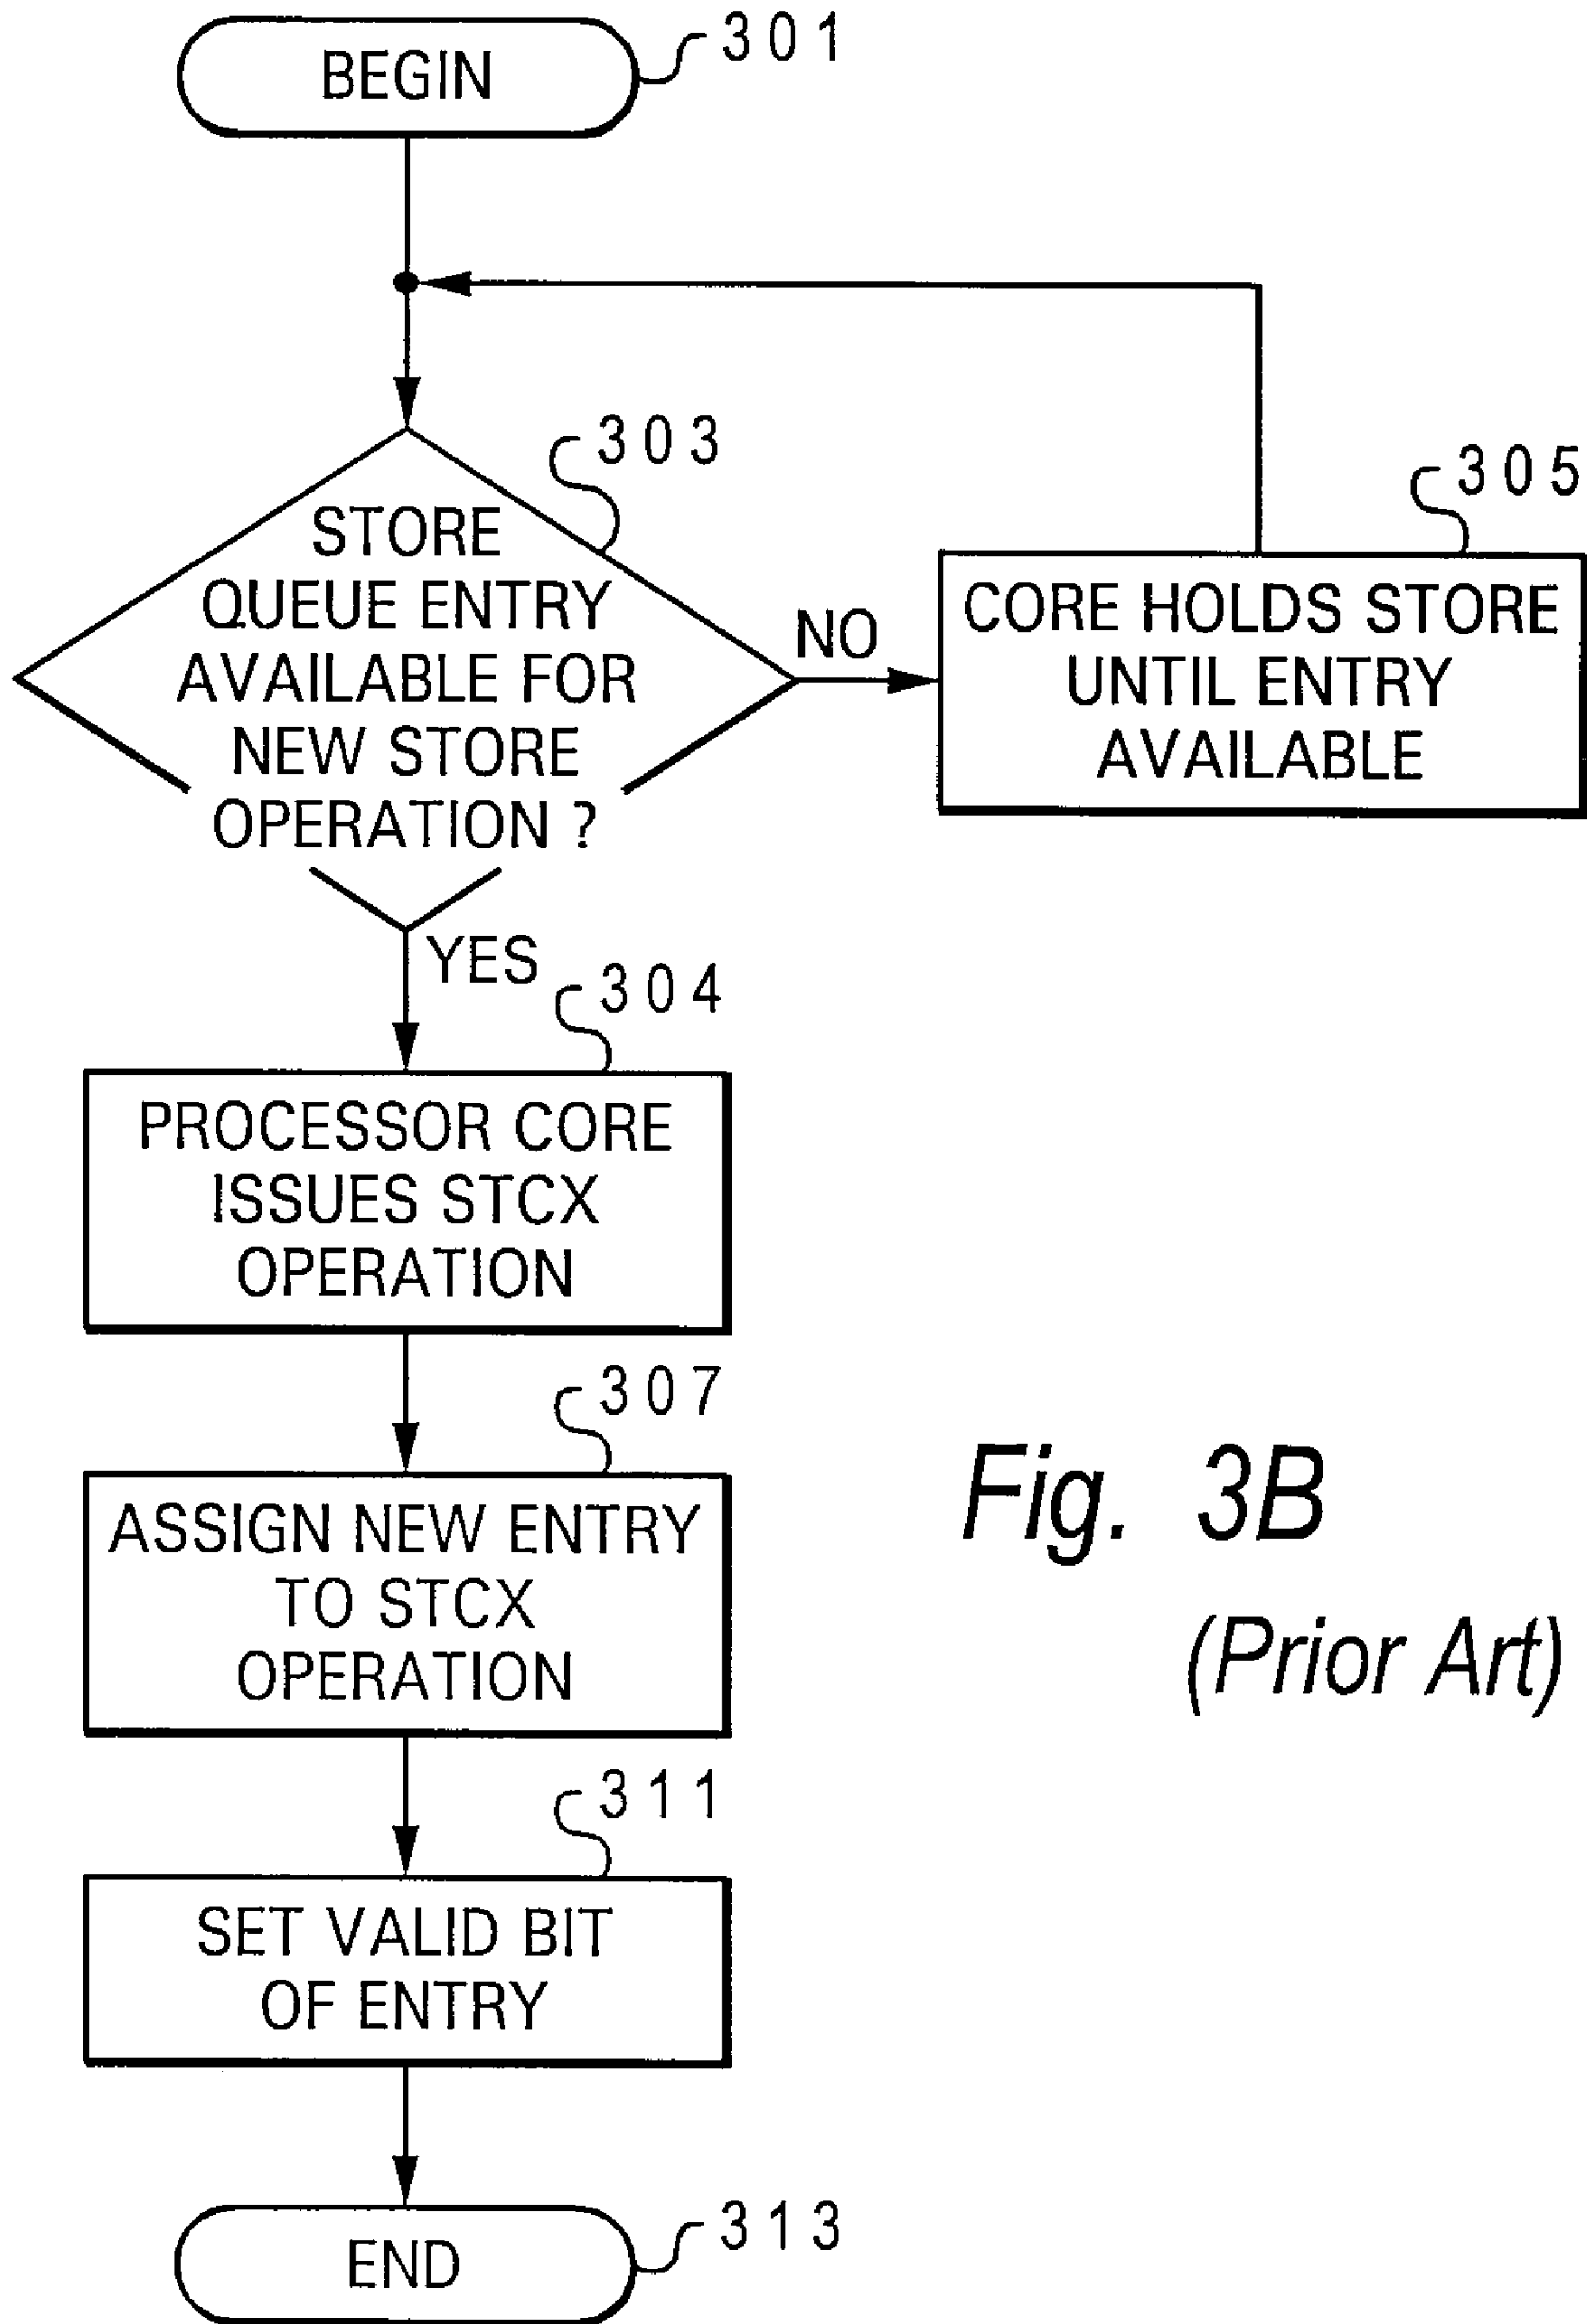 BEGIN
301
303
STORE
QUEUE ENTRY
AVAILABLE FOR
NEW STORE
OPERATION ?
NO
305
CORE HOLDS STORE
UNTIL ENTRY
AVAILABLE
YES
304
PROCESSOR CORE
ISSUES STCX
OPERATION
307
ASSIGN NEW ENTRY
TO STCX
OPERATION
311
SET VALID BIT
OF ENTRY
END
313
Fig. 3B
(Prior Art)